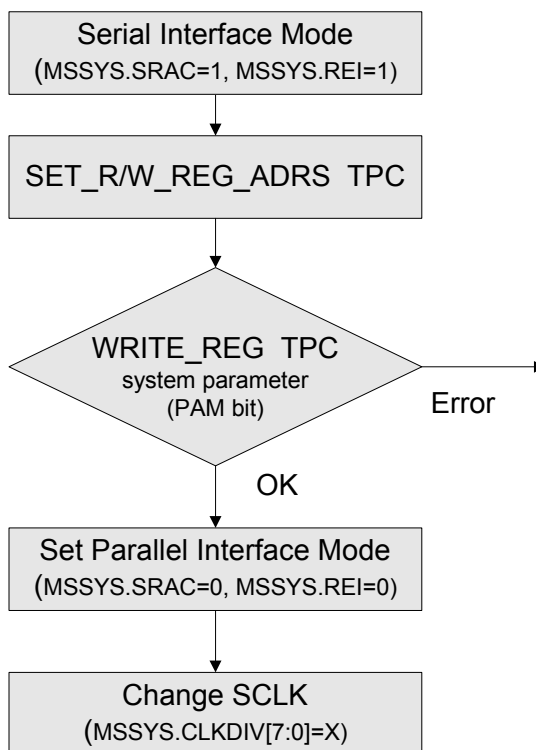 Serial Interface Mode
(MSSYS.SRAC=1, MSSYS.REI=1)
SET_R/W_REG_ADRS TPC
WRITE_REG TPC
system parameter
(PAM bit)
Error
OK
Set Parallel Interface Mode
(MSSYS.SRAC=0, MSSYS.REI=0)
Change SCLK
(MSSYS.CLKDIV[7:0]=X)